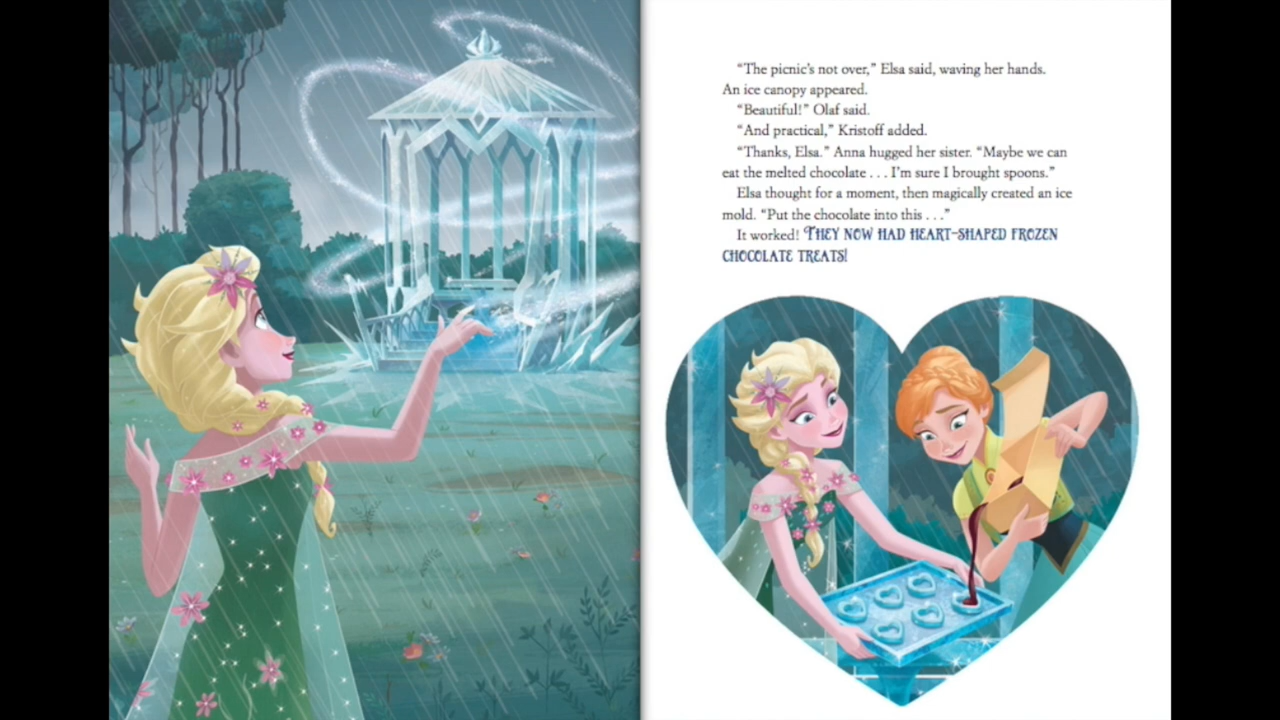 “The picnic’s not over,” Elsa said, waving her hands.
An ice canopy appeared.
“Beautiful!” Olaf said.
“And practical,” Kristoff added.
“Thanks, Elsa.” Anna hugged her sister. “Maybe we can
eat the melted chocolate . . . I’m sure I brought spoons.”
Elsa thought for a moment, then magically created an ice
mold. “Put the chocolate into this . . .”
It worked! THEY NOW HAD HEART-SHAPED FROZEN
CHOCOLATE TREATS!